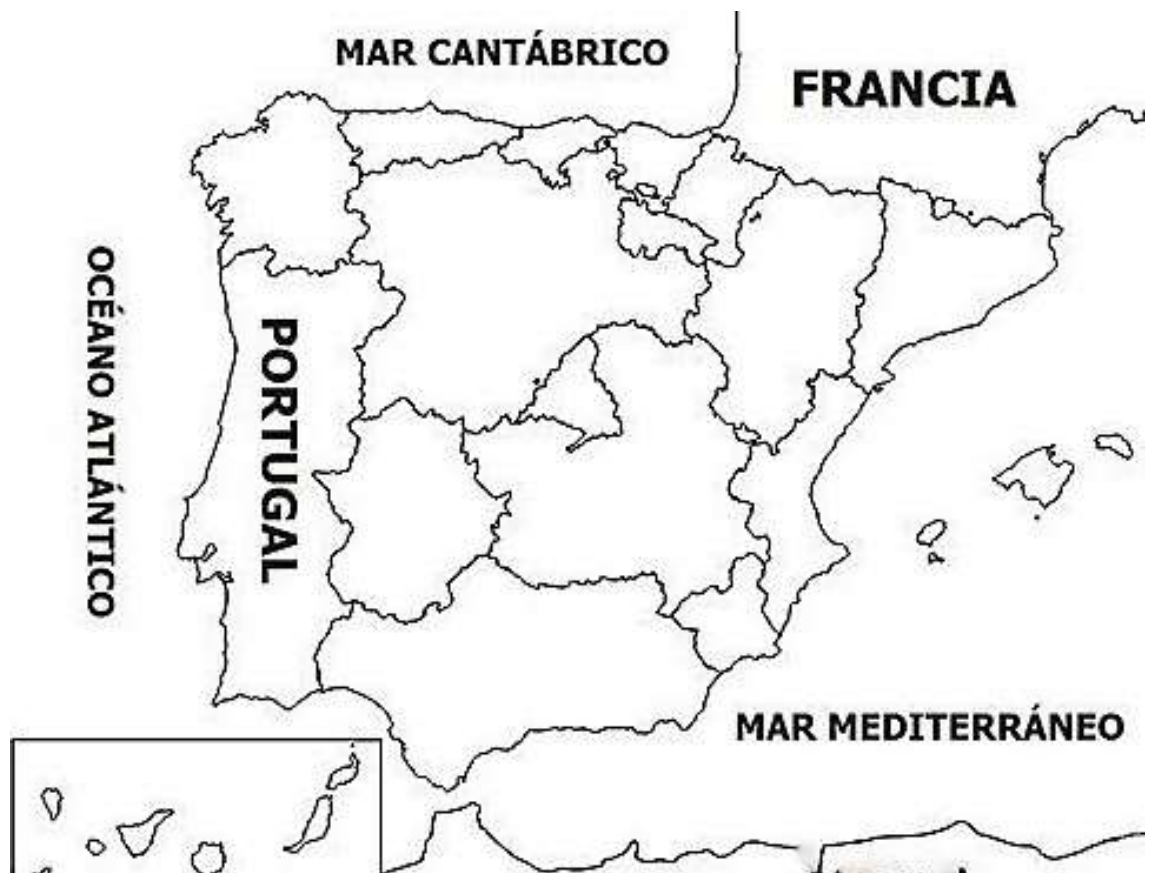 MAR CANTÁBRICO
FRANCIA
OCÉANO ATLÁNTICO
PORTUGAL
MAR MEDITERRÁNEO